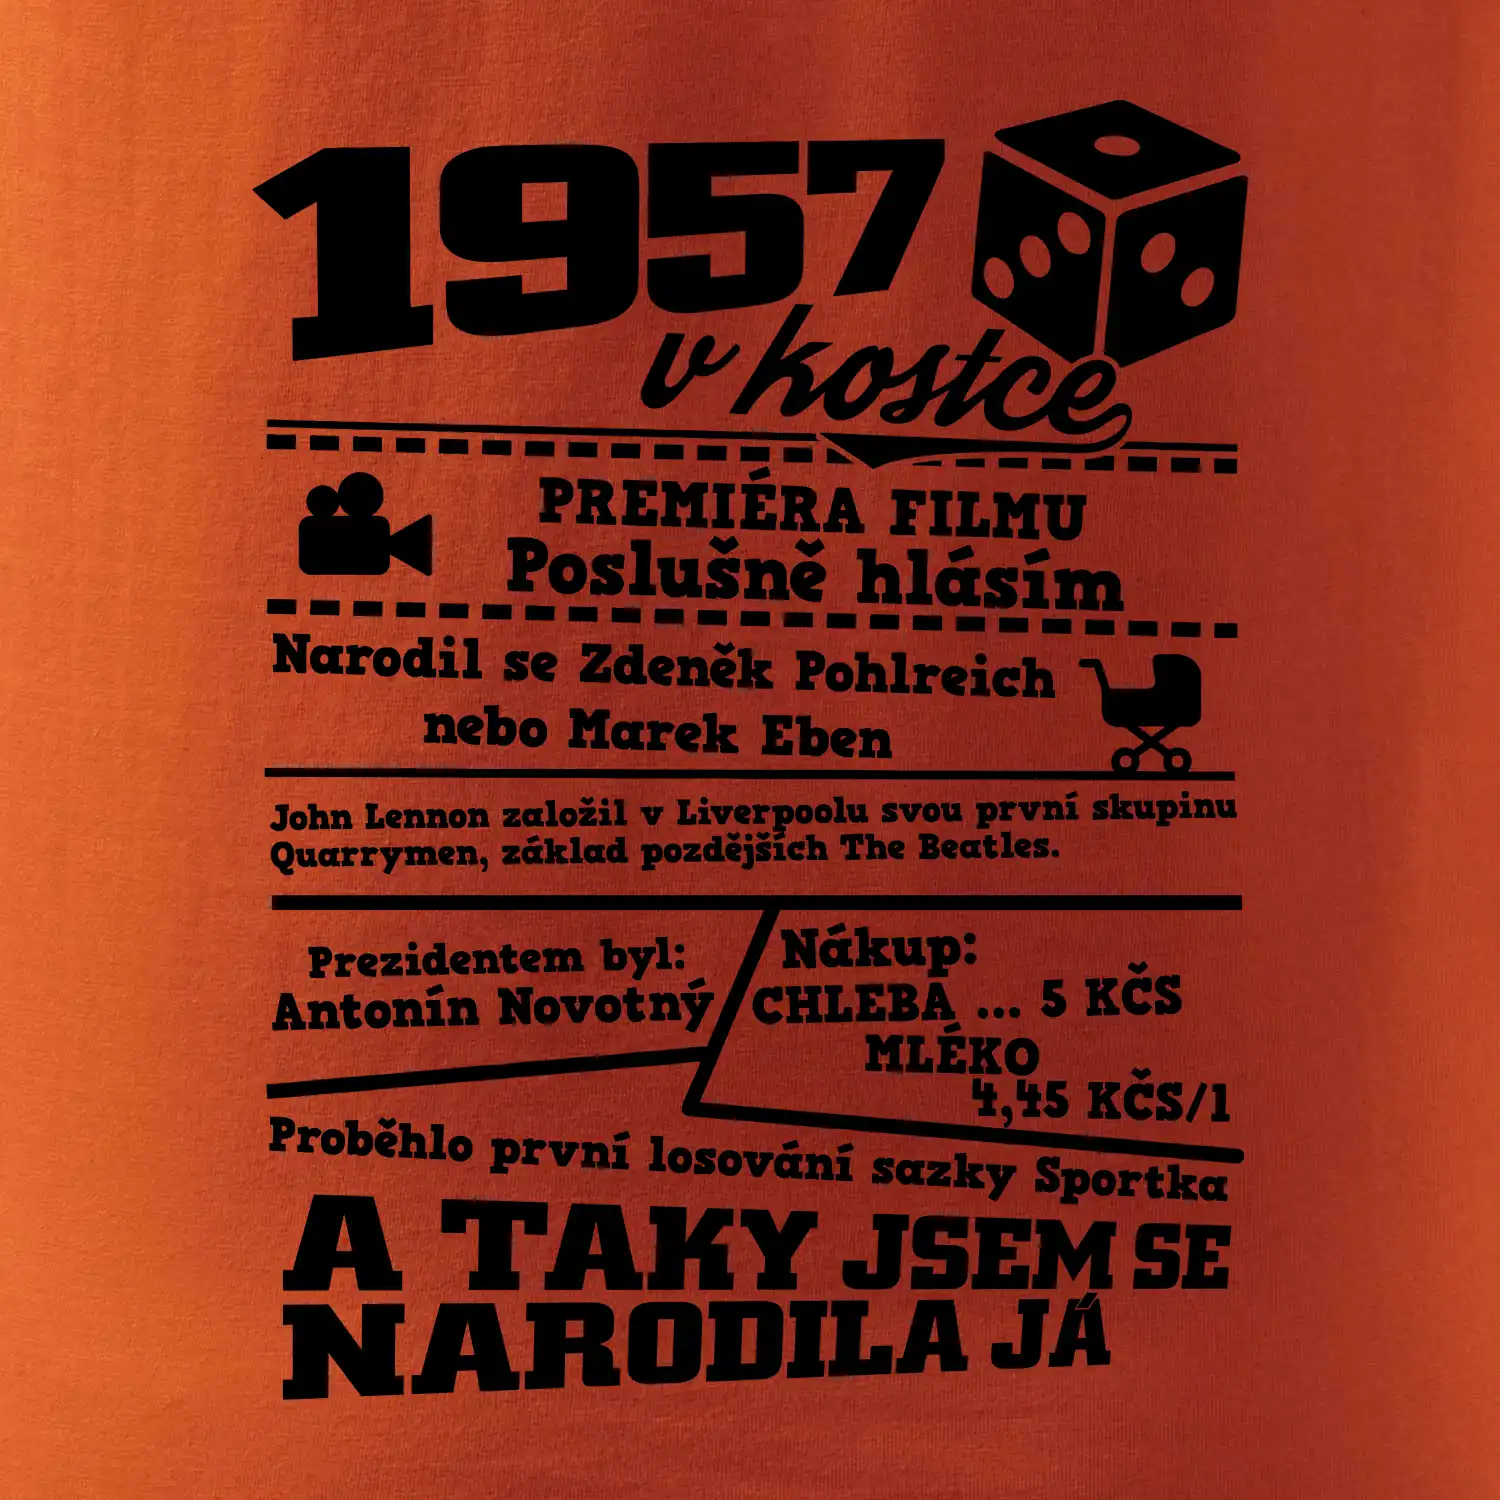 1957
v kostce
PREMIÉRA FILMU
Poslušně hlásím
Narodil se Zdeněk Pohlreich
nebo Marek Eben
John Lennon založil v Liverpoolu svou první skupinu
Quarrymen, základ pozdějších The Beatles.
Prezidentem byl:
Antonín Novotný
Nákup:
CHLEBA ... 5 KČS
MLÉKO
4,45 KČS/l
Proběhlo první losování sazky Sportka
A TAKY JSEM SE
NARODILA JÁ